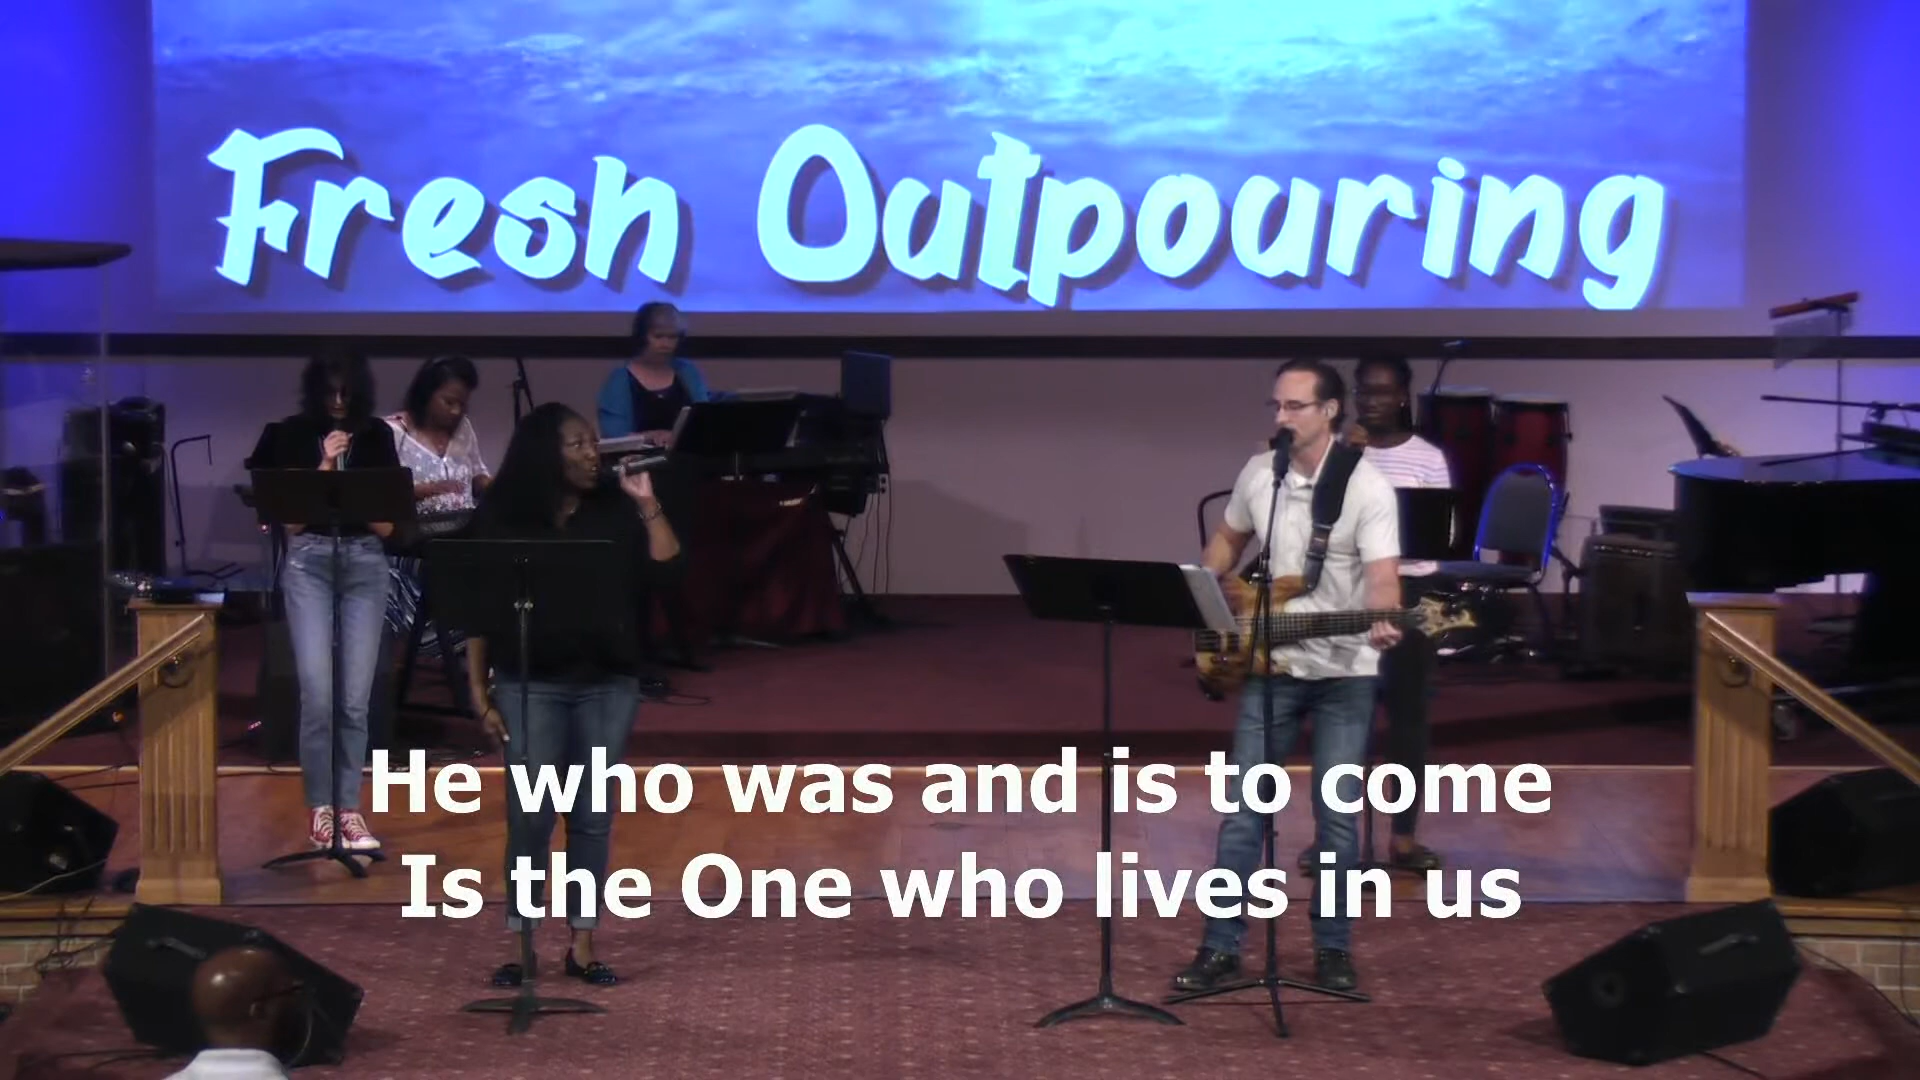 Fresh Outpouring
He who was and is to come
Is the One who lives in us